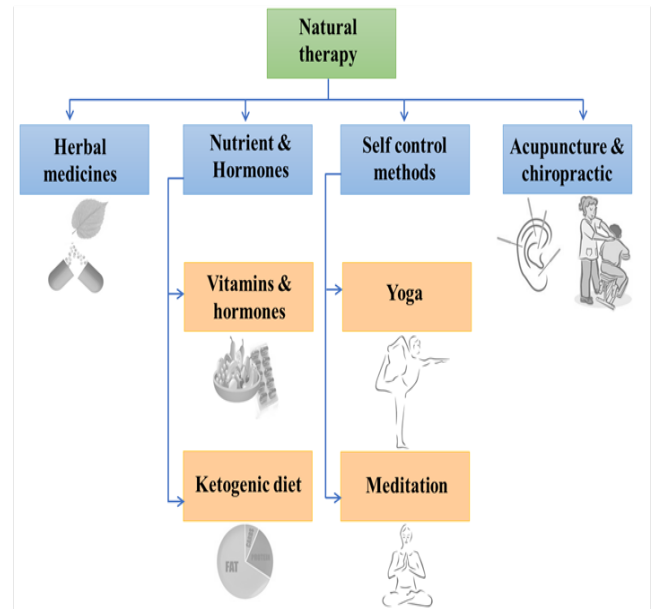 Natural
therapy
Herbal
medicines
Nutrient &
Hormones
Self control
methods
Acupuncture &
chiropractic
Vitamins &
hormones
Yoga
Ketogenic diet
Meditation
FAT